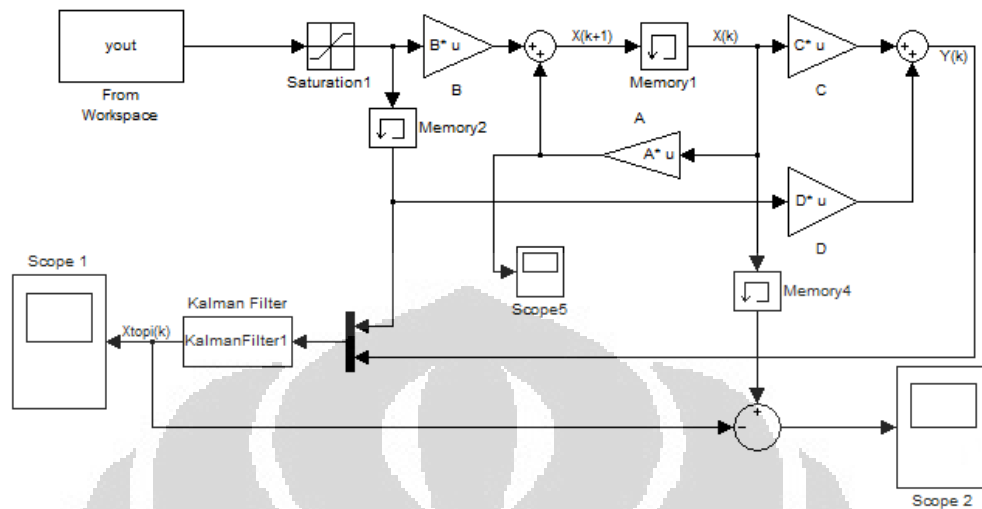 yout
From
Workspace
Saturation1
B* u
B
X(k+1)
Memory1
X(k)
C* u
C
Y(k)
Memory2
A
A* u
D* u
D
Scope5
Memory4
Scope 1
Kalman Filter
Xtopi(k)
KalmanFilter1
Scope 2